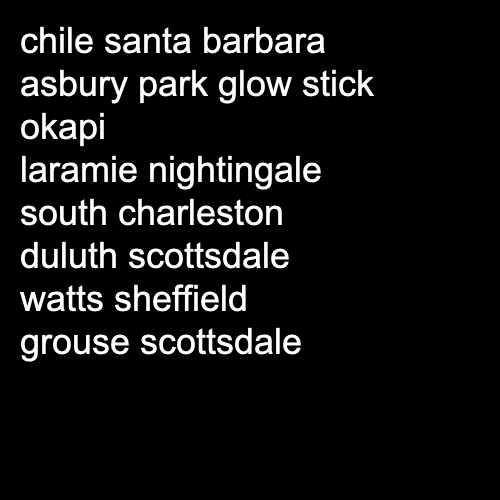 chile santa barbara
asbury park glow stick
okapi
laramie nightingale
south charleston
duluth scottsdale
watts sheffield
grouse scottsdale